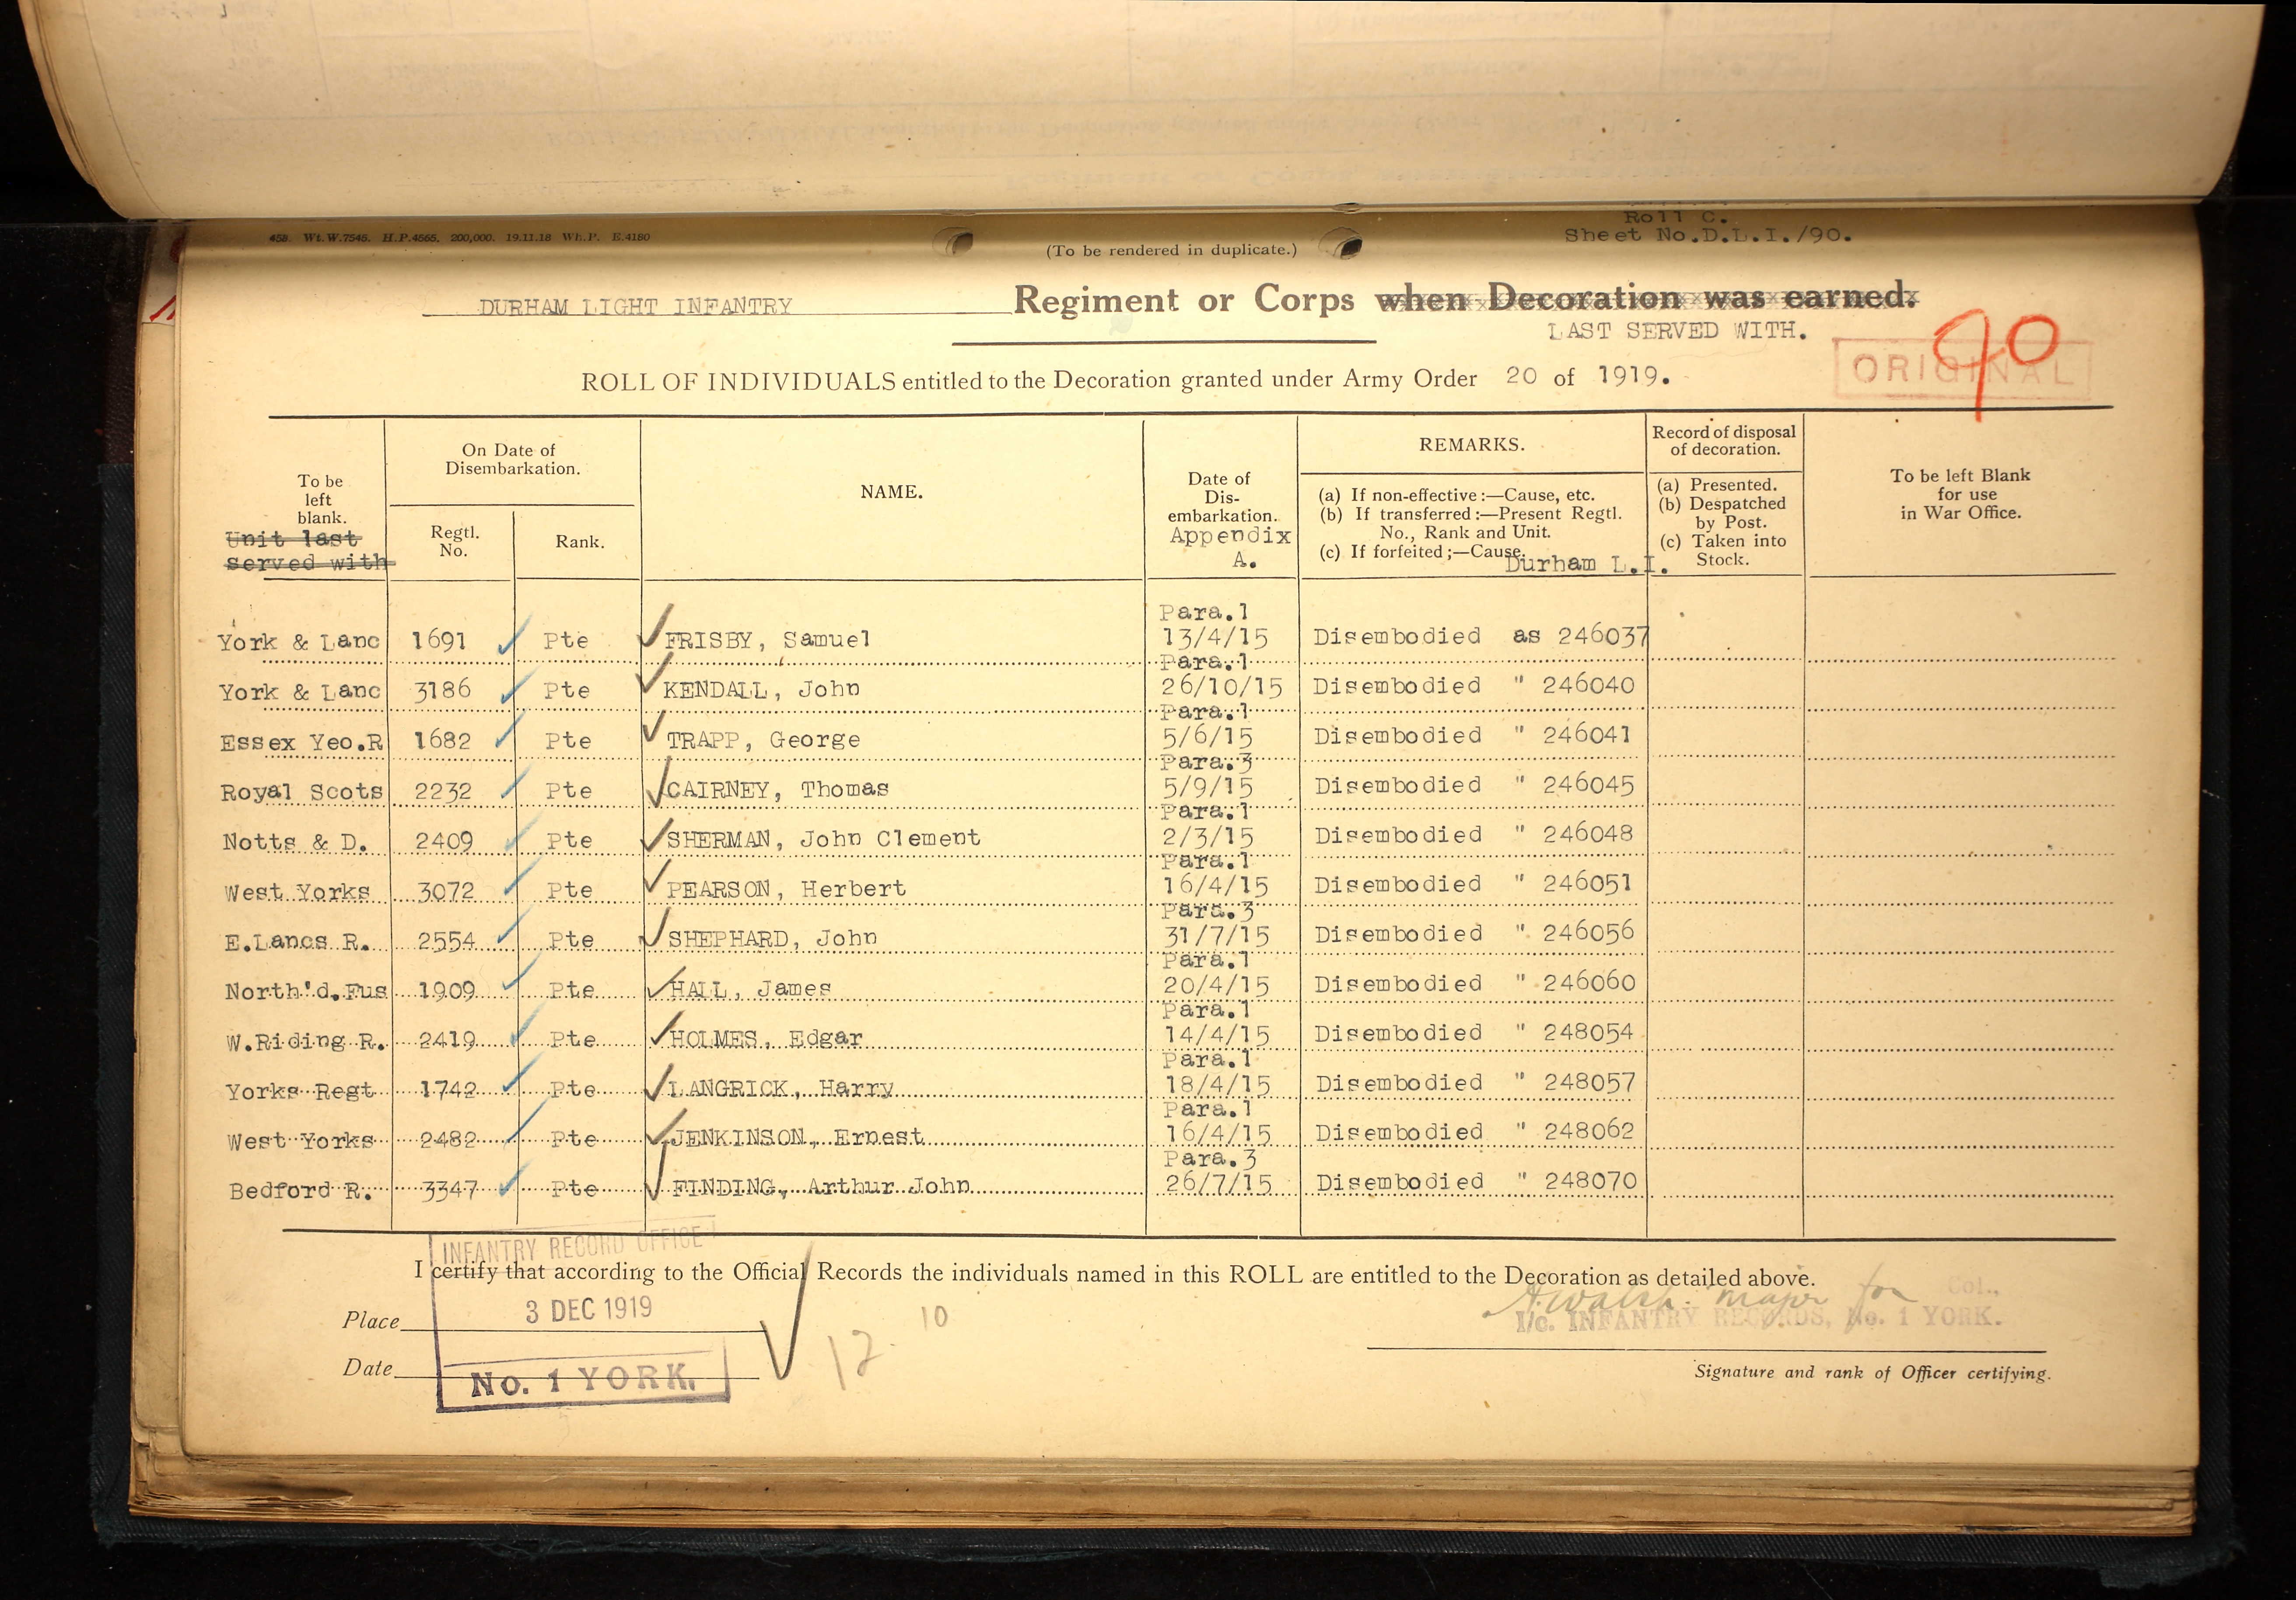 Roll C.
453. Wt.W.7545. H.P.4565. 200,000. 19.11.18 Wh.P. E.4180
Sheet No.D.L.I./90.
(To be rendered in duplicate.)
DURHAM LIGHT INFANTRY Regiment or Corps when Decoration was earned.
LAST SERVED WITH.
90
ORIGINAL
ROLL OF INDIVIDUALS entitled to the Decoration granted under Army Order 20 of 1919.
To be
left
blank.
Unit last
served with
On Date of
Disembarkation.
Regtl.
No.
Rank.
NAME.
Date of
Dis-
embarkation.
Appendix
A.
REMARKS.
(a) If non-effective:—Cause, etc.
(b) If transferred:—Present Regtl.
No., Rank and Unit.
(c) If forfeited;—Cause.
Durham L.I.
Record of disposal
of decoration.
(a) Presented.
(b) Despatched
by Post.
(c) Taken into
Stock.
To be left Blank
for use
in War Office.
Para.1
York & Lanc 1691 Pte FRISBY, Samuel 13/4/15 Disembodied as 246037
Para.1
York & Lanc 3186 Pte KENDALL, John 26/10/15 Disembodied " 246040
Para.1
Essex Yeo.R 1682 Pte TRAPP, George 5/6/15 Disembodied " 246041
Para.3
Royal Scots 2232 Pte CAIRNEY, Thomas 5/9/15 Disembodied " 246045
Para.1
Notts & D. 2409 Pte SHERMAN, John Clement 2/3/15 Disembodied " 246048
Para.1
West Yorks 3072 Pte PEARSON, Herbert 16/4/15 Disembodied " 246051
Para.3
E.Lancs R. 2554 Pte SHEPHARD, John 31/7/15 Disembodied " 246056
Para.1
North'd.Fus 1909 Pte HALL, James 20/4/15 Disembodied " 246060
Para.1
W.Riding R. 2419 Pte HOLMES, Edgar 14/4/15 Disembodied " 248054
Para.1
Yorks Regt 1742 Pte LANGRICK, Harry 18/4/15 Disembodied " 248057
Para.1
West Yorks 2482 Pte JENKINSON, Ernest 16/4/15 Disembodied " 248062
Para.3
Bedford R. 3347 Pte FINDING, Arthur John 26/7/15 Disembodied " 248070
INFANTRY RECORD OFFICE
I certify that according to the Official Records the individuals named in this ROLL are entitled to the Decoration as detailed above.
A. Walsh. Major for Col.,
I/c. INFANTRY RECORDS, No. 1 YORK.
Place
3 DEC 1919
10
12
Date
No. 1 YORK.
Signature and rank of Officer certifying.